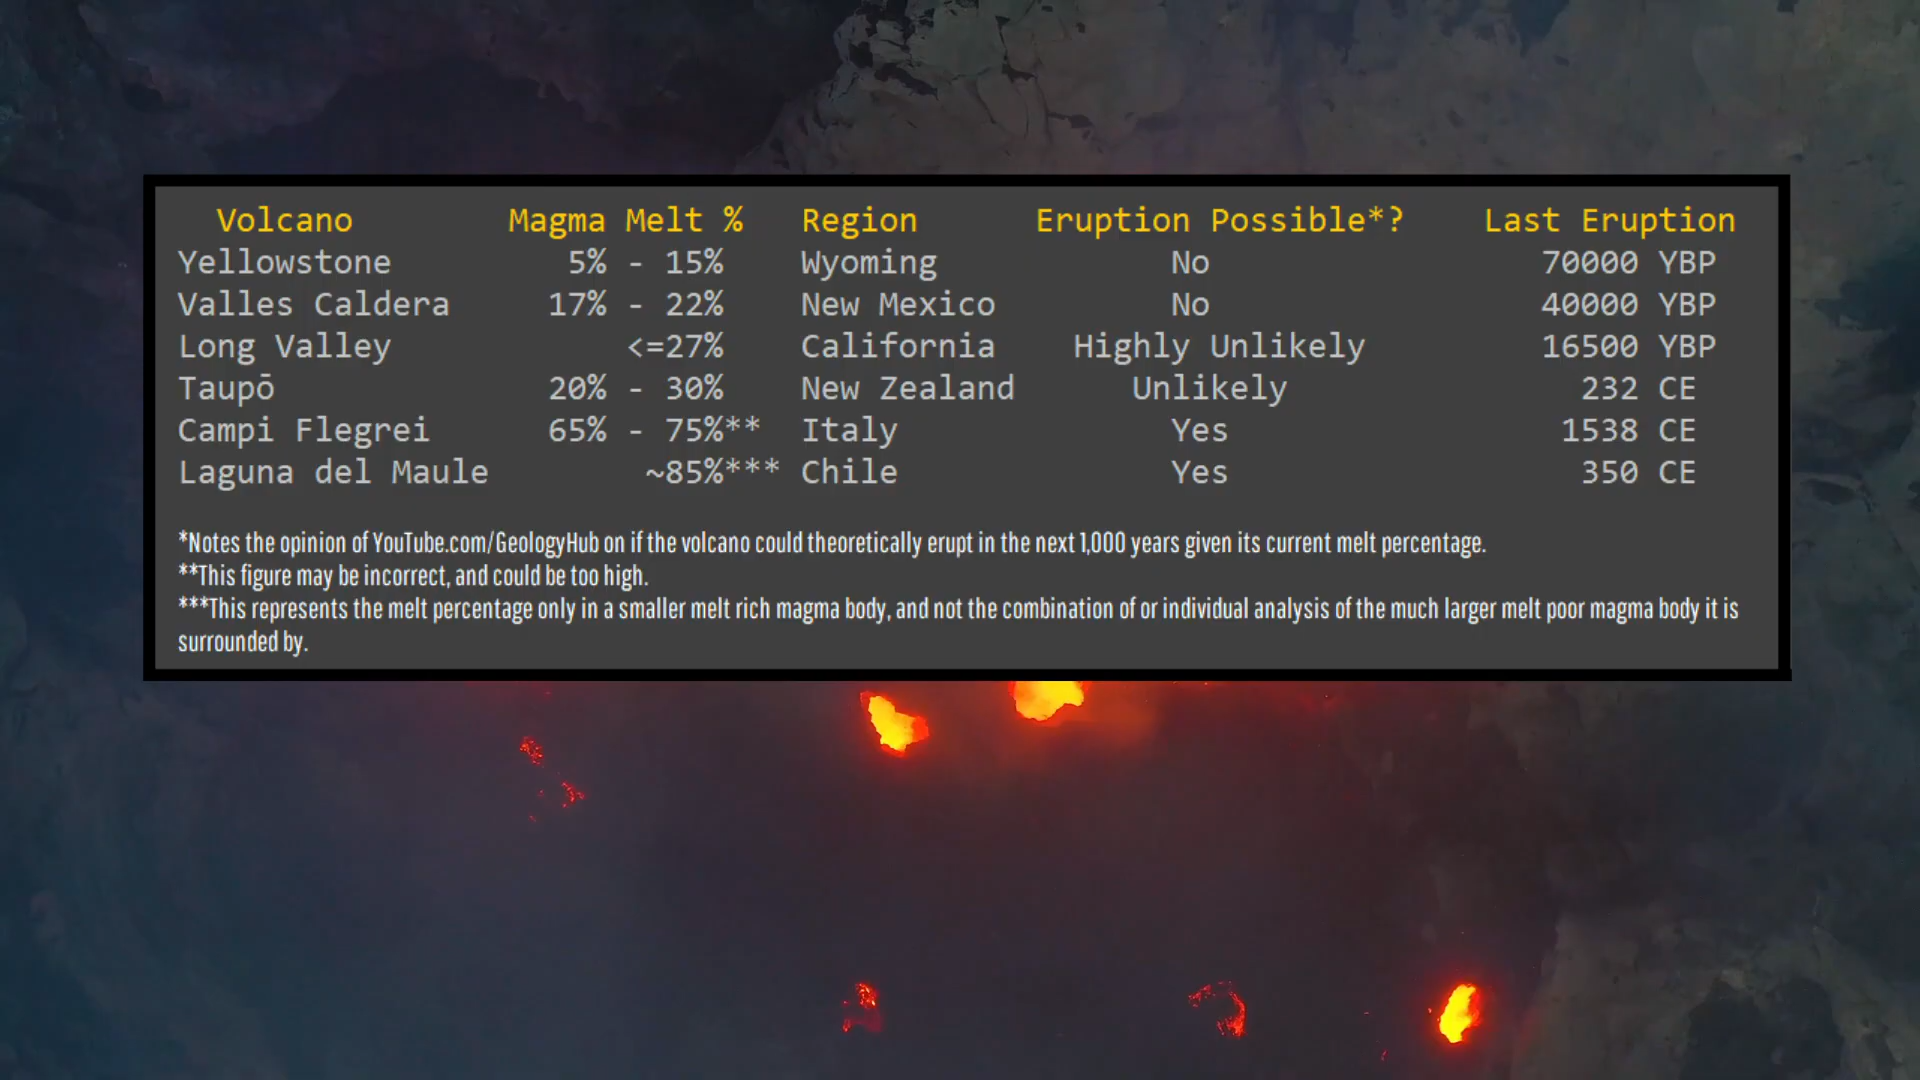 Volcano Magma Melt % Region Eruption Possible*? Last Eruption
Yellowstone 5% - 15% Wyoming No 70000 YBP
Valles Caldera 17% - 22% New Mexico No 40000 YBP
Long Valley <=27% California Highly Unlikely 16500 YBP
Taupō 20% - 30% New Zealand Unlikely 232 CE
Campi Flegrei 65% - 75%** Italy Yes 1538 CE
Laguna del Maule ~85%*** Chile Yes 350 CE
*Notes the opinion of YouTube.com/GeologyHub on if the volcano could theoretically erupt in the next 1,000 years given its current melt percentage.
**This figure may be incorrect, and could be too high.
***This represents the melt percentage only in a smaller melt rich magma body, and not the combination of or individual analysis of the much larger melt poor magma body it is
surrounded by.